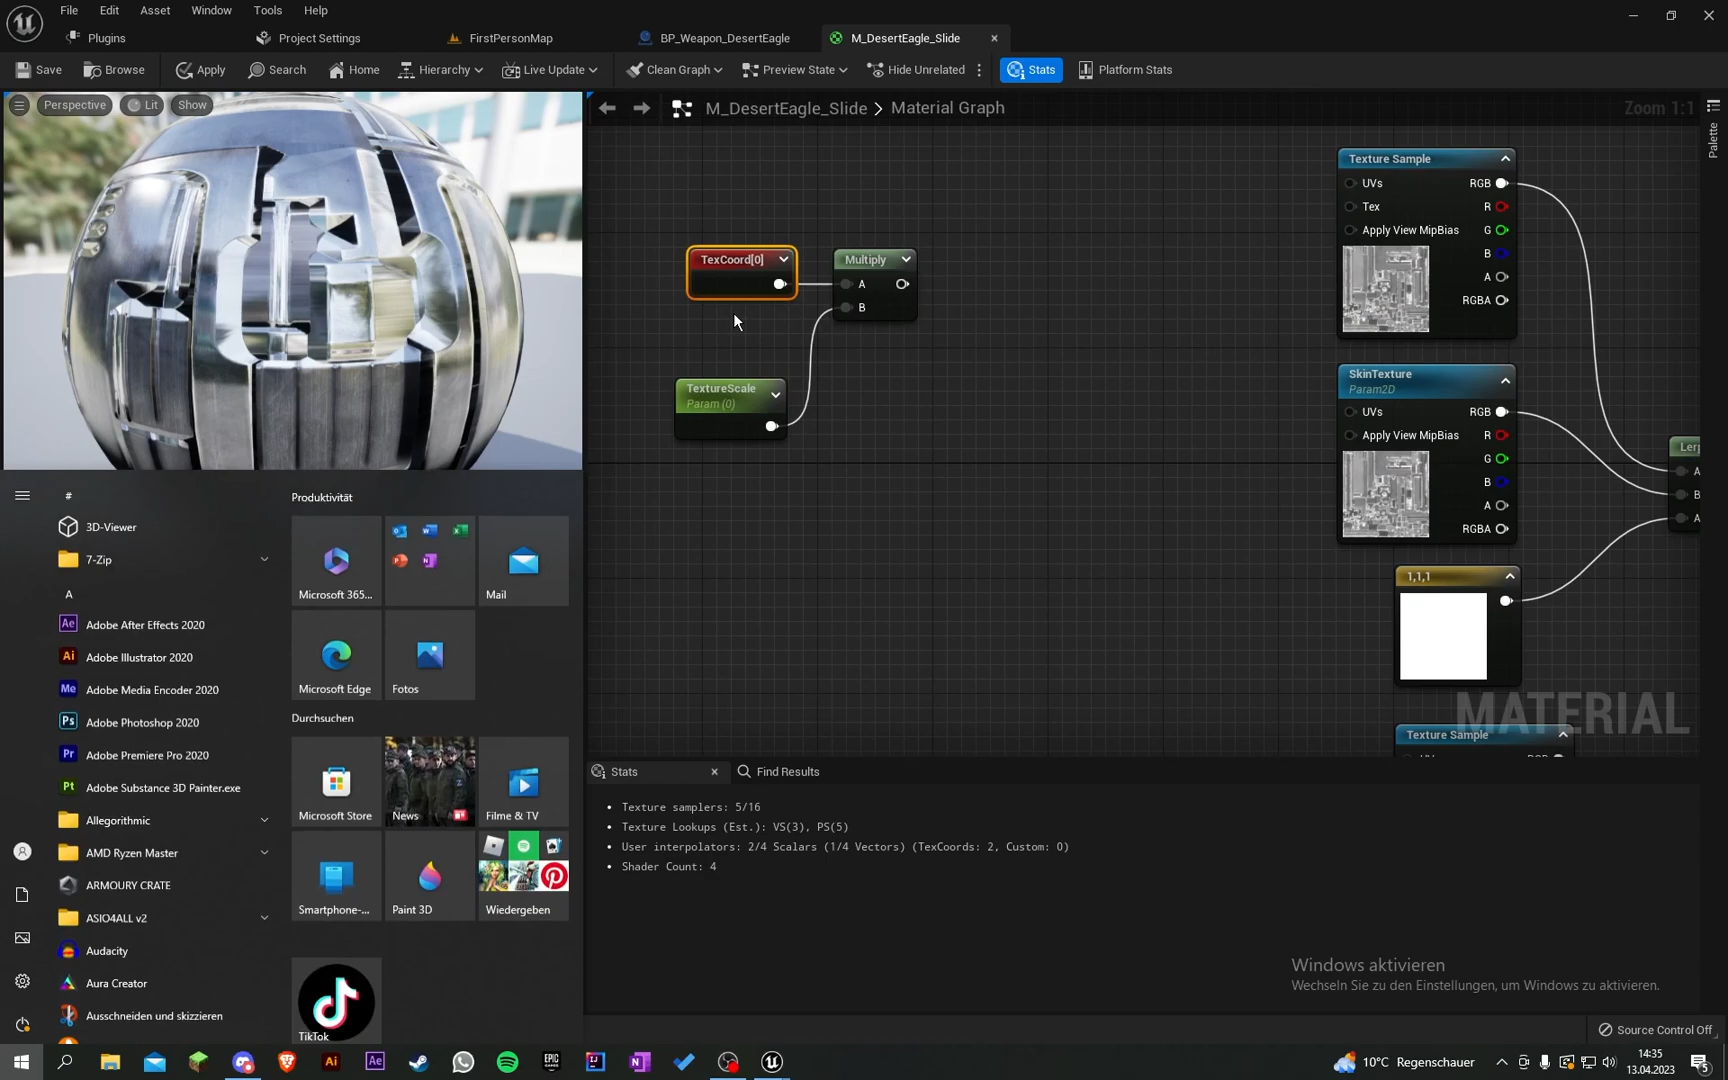 File Edit Asset Window Tools Help
Plugins Project Settings FirstPersonMap BP_Weapon_DesertEagle M_DesertEagle_Slide
Save Browse Apply Search Home Hierarchy Live Update Clean Graph Preview State Hide Unrelated Stats Platform Stats
Perspective Lit Show
M_DesertEagle_Slide > Material Graph Zoom 1:1
Palette
TexCoord[0]
Multiply
A
B
TextureScale
Param (0)
Texture Sample
UVs RGB
Tex R
Apply View MipBias G
B
A
RGBA
SkinTexture
Param2D
UVs RGB
Apply View MipBias R
G
B
A
RGBA
Lerp
A
B
A
1,1,1
Texture Sample
MATERIAL
#
3D-Viewer
7-Zip
A
Adobe After Effects 2020
Adobe Illustrator 2020
Adobe Media Encoder 2020
Adobe Photoshop 2020
Adobe Premiere Pro 2020
Adobe Substance 3D Painter.exe
Allegorithmic
AMD Ryzen Master
ARMOURY CRATE
ASIO4ALL v2
Audacity
Aura Creator
Ausschneiden und skizzieren
Produktivität
Microsoft 365...
Mail
Microsoft Edge
Fotos
Durchsuchen
Microsoft Store
News
Filme & TV
Smartphone-...
Paint 3D
Wiedergeben
TikTok
Stats Find Results
Texture samplers: 5/16
Texture Lookups (Est.): VS(3), PS(5)
User interpolators: 2/4 Scalars (1/4 Vectors) (TexCoords: 2, Custom: 0)
Shader Count: 4
Windows aktivieren
Wechseln Sie zu den Einstellungen, um Windows zu aktivieren.
Source Control Off
10°C Regenschauer
14:35
13.04.2023
5